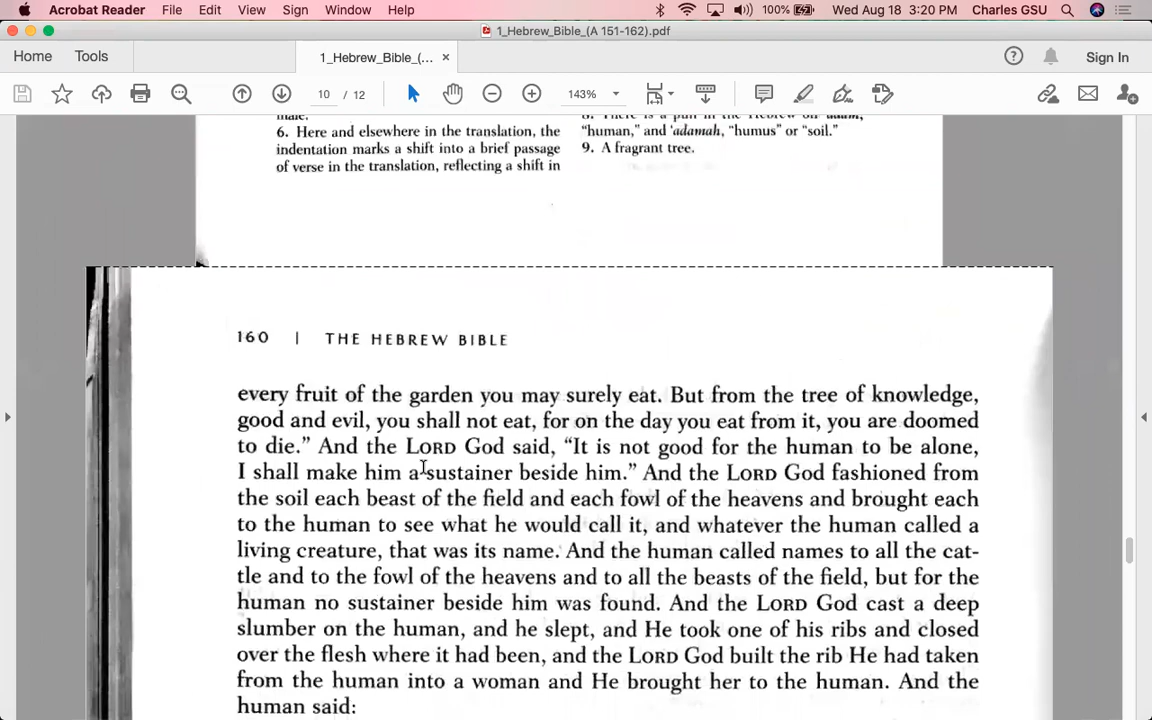 Acrobat Reader File Edit View Sign Window Help 100% Wed Aug 18 3:20 PM Charles GSU
1_Hebrew_Bible_(A 151-162).pdf
Home Tools 1_Hebrew_Bible_(... × Sign In
10 / 12 143%
male.
6. Here and elsewhere in the translation, the
indentation marks a shift into a brief passage
of verse in the translation, reflecting a shift in
"human," and 'adamah, "humus" or "soil."
9. A fragrant tree.
160 | THE HEBREW BIBLE
every fruit of the garden you may surely eat. But from the tree of knowledge,
good and evil, you shall not eat, for on the day you eat from it, you are doomed
to die." And the LORD God said, "It is not good for the human to be alone,
I shall make him a sustainer beside him." And the LORD God fashioned from
the soil each beast of the field and each fowl of the heavens and brought each
to the human to see what he would call it, and whatever the human called a
living creature, that was its name. And the human called names to all the cat-
tle and to the fowl of the heavens and to all the beasts of the field, but for the
human no sustainer beside him was found. And the LORD God cast a deep
slumber on the human, and he slept, and He took one of his ribs and closed
over the flesh where it had been, and the LORD God built the rib He had taken
from the human into a woman and He brought her to the human. And the
human said: